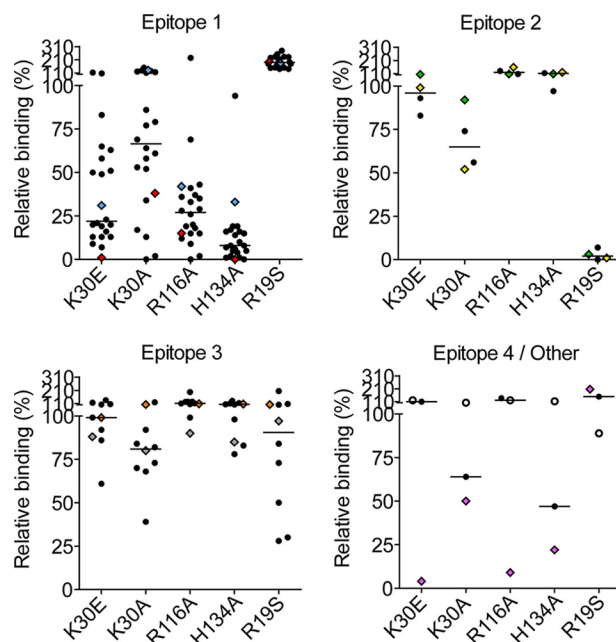 Epitope 1
Relative binding (%)
310
210
110
100
75
50
25
0
K30E
K30A
R116A
H134A
R19S
Epitope 2
Relative binding (%)
310
210
110
100
75
50
25
0
K30E
K30A
R116A
H134A
R19S
Epitope 3
Relative binding (%)
310
210
110
100
75
50
25
0
K30E
K30A
R116A
H134A
R19S
Epitope 4 / Other
Relative binding (%)
310
210
110
100
75
50
25
0
K30E
K30A
R116A
H134A
R19S